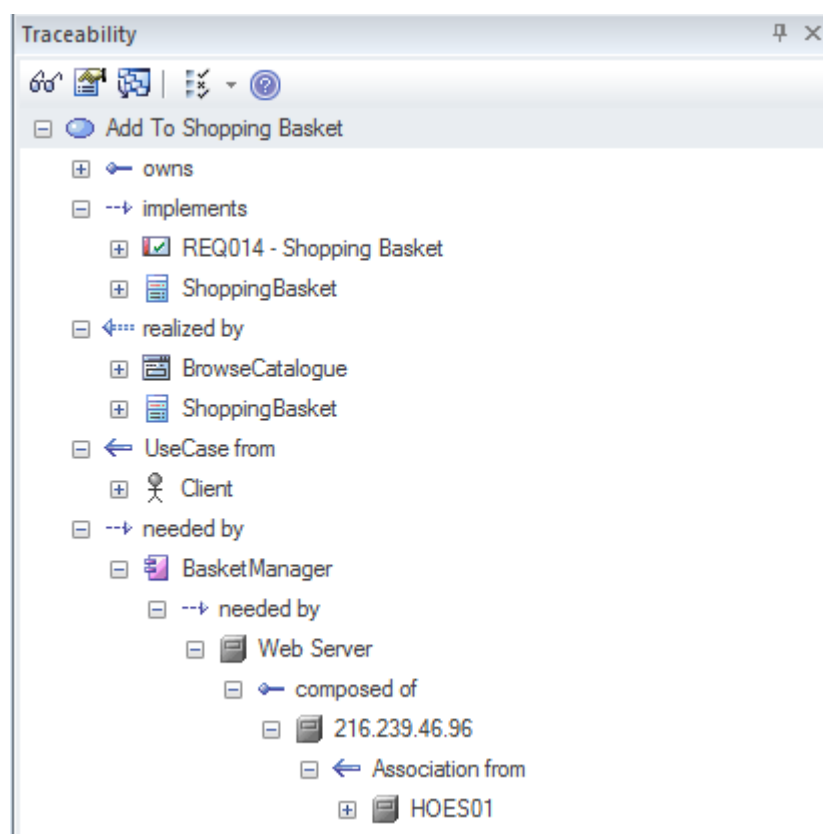 Traceability
Add To Shopping Basket
owns
implements
REQ014 - Shopping Basket
ShoppingBasket
realized by
BrowseCatalogue
ShoppingBasket
UseCase from
Client
needed by
BasketManager
needed by
Web Server
composed of
216.239.46.96
Association from
HOES01